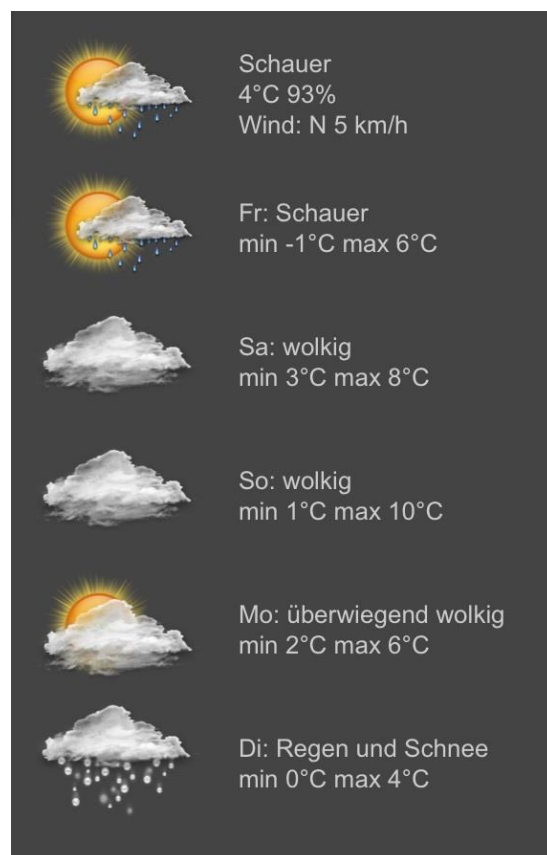 Schauer
4°C 93%
Wind: N 5 km/h
Fr: Schauer
min -1°C max 6°C
Sa: wolkig
min 3°C max 8°C
So: wolkig
min 1°C max 10°C
Mo: überwiegend wolkig
min 2°C max 6°C
Di: Regen und Schnee
min 0°C max 4°C